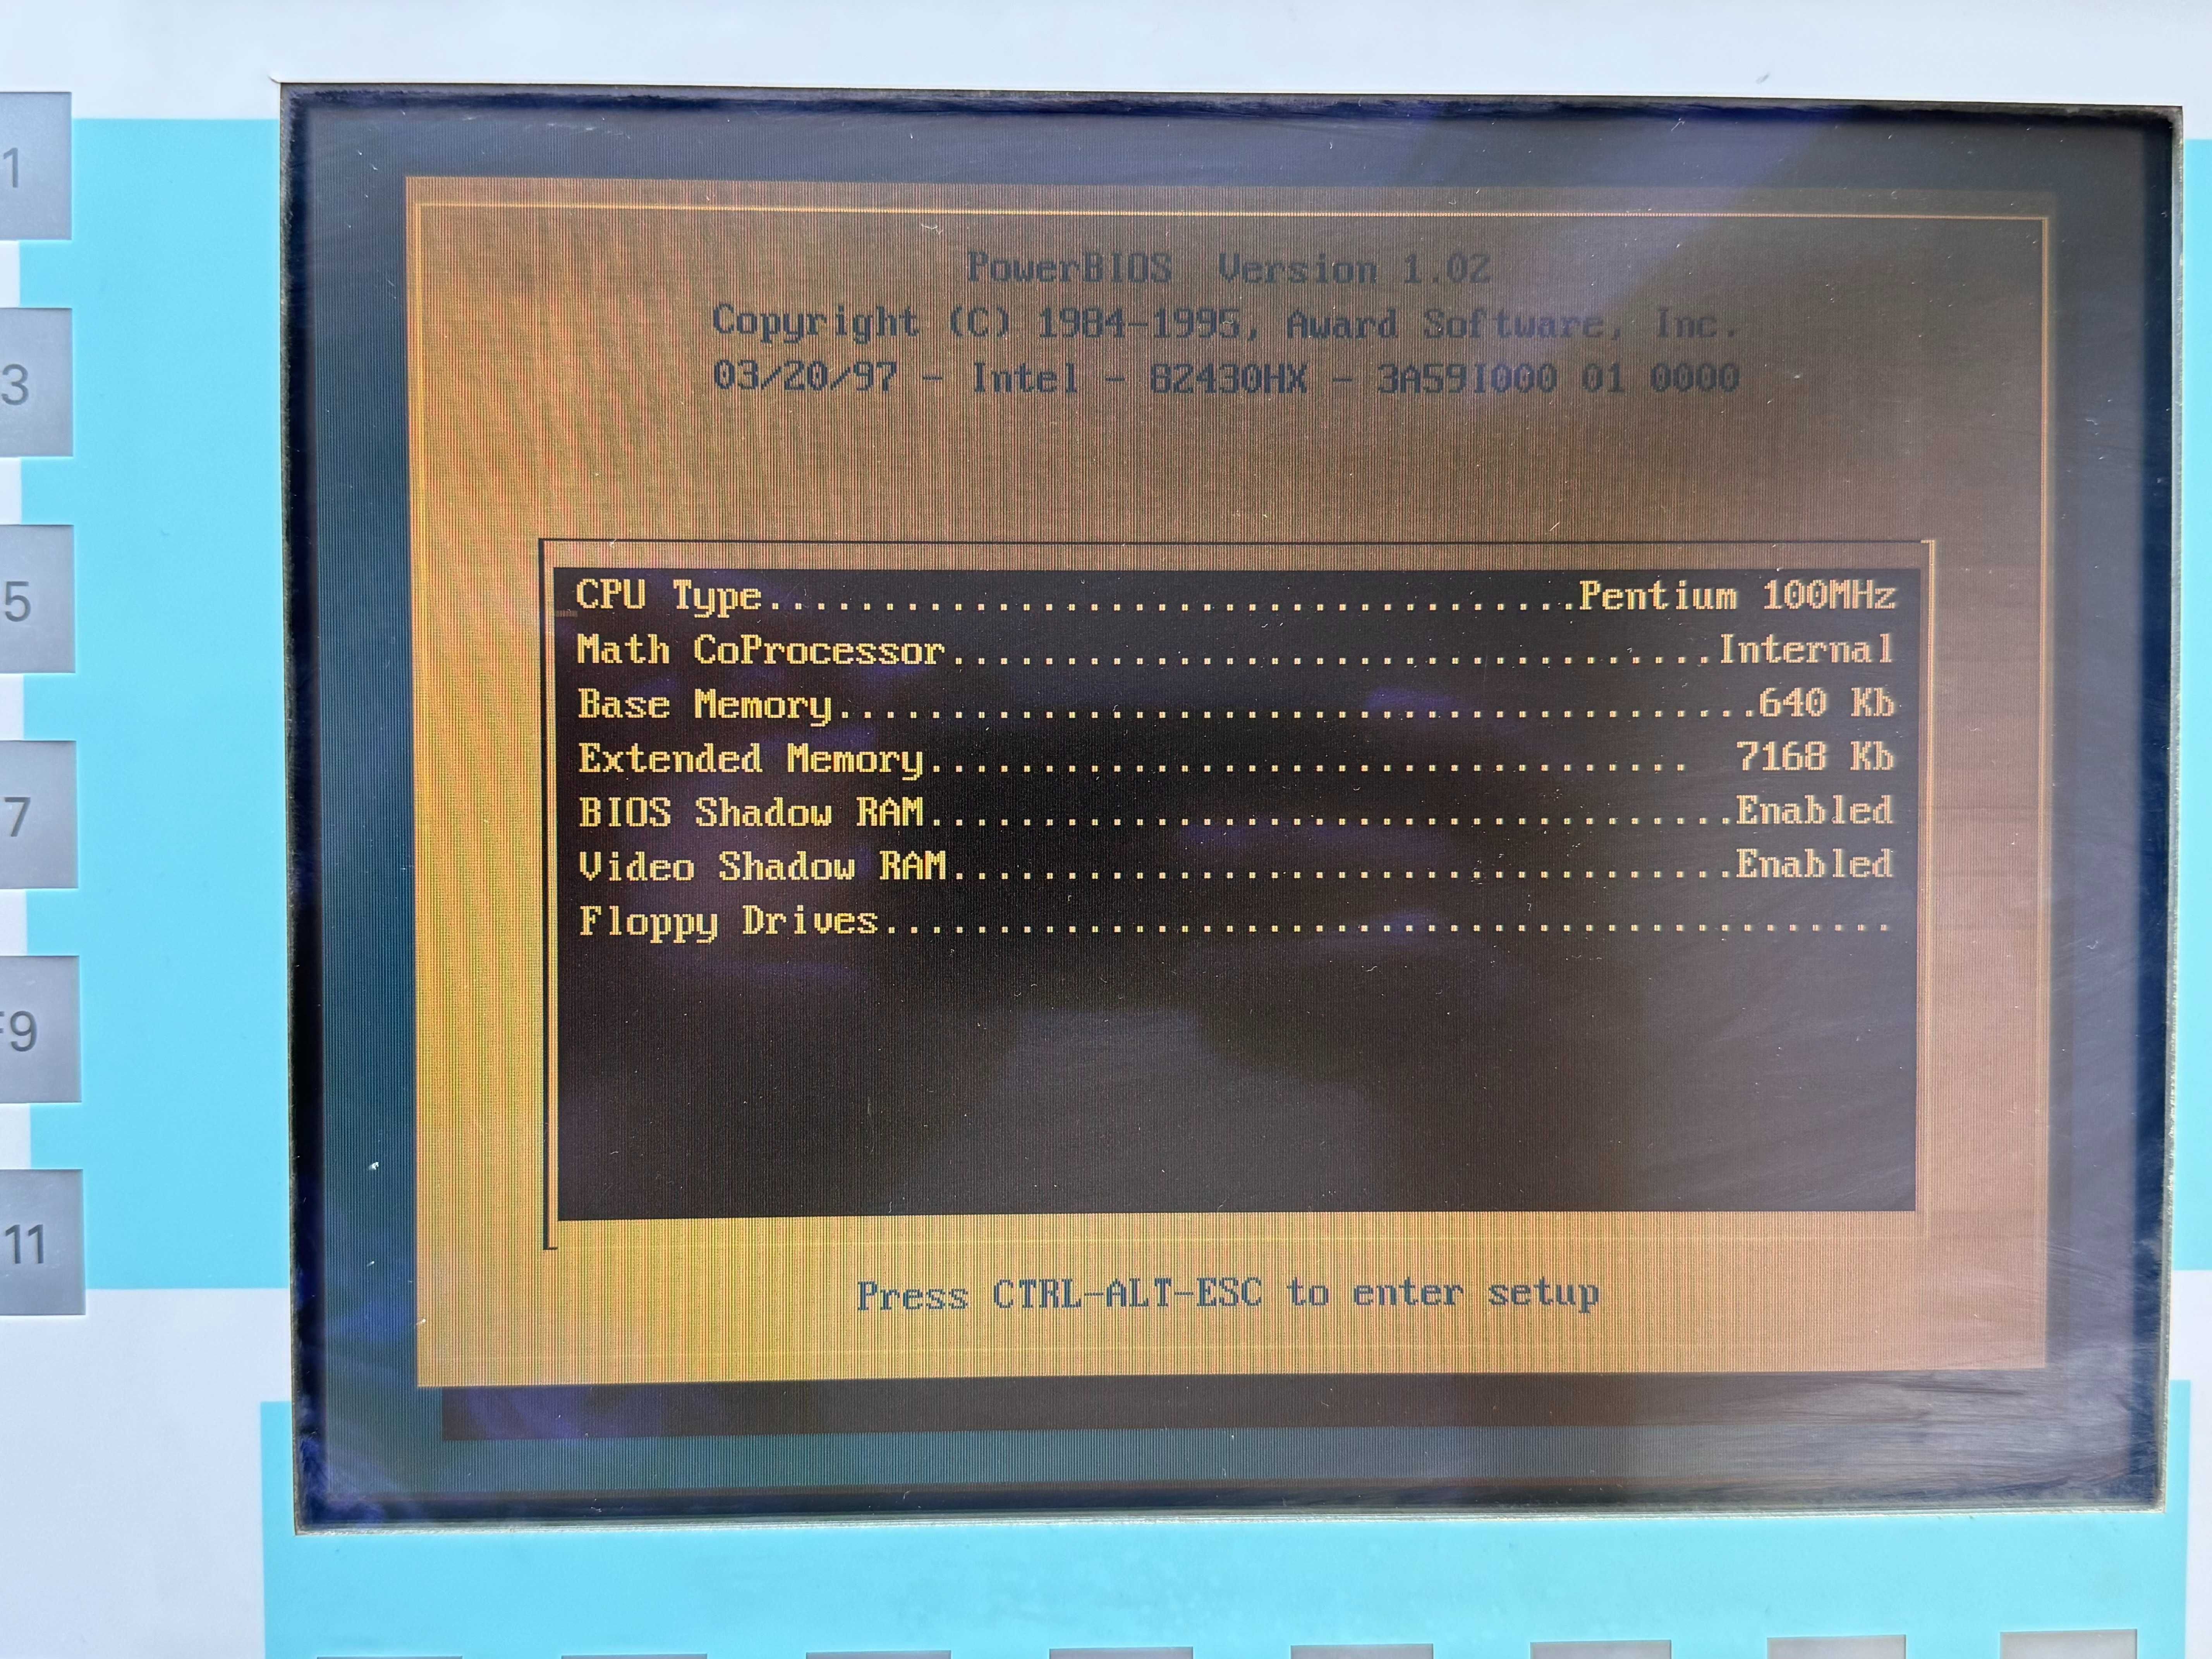 1
3
5
7
F9
11
PowerBIOS Version 1.02
Copyright (C) 1984-1995, Award Software, Inc.
03/20/97 - Intel - 82430HX - 3A59I000 01 0000
CPU Type...................................Pentium 100MHz
Math CoProcessor.................................Internal
Base Memory........................................640 Kb
Extended Memory................................. 7168 Kb
BIOS Shadow RAM...................................Enabled
Video Shadow RAM..................................Enabled
Floppy Drives............................................
Press CTRL-ALT-ESC to enter setup